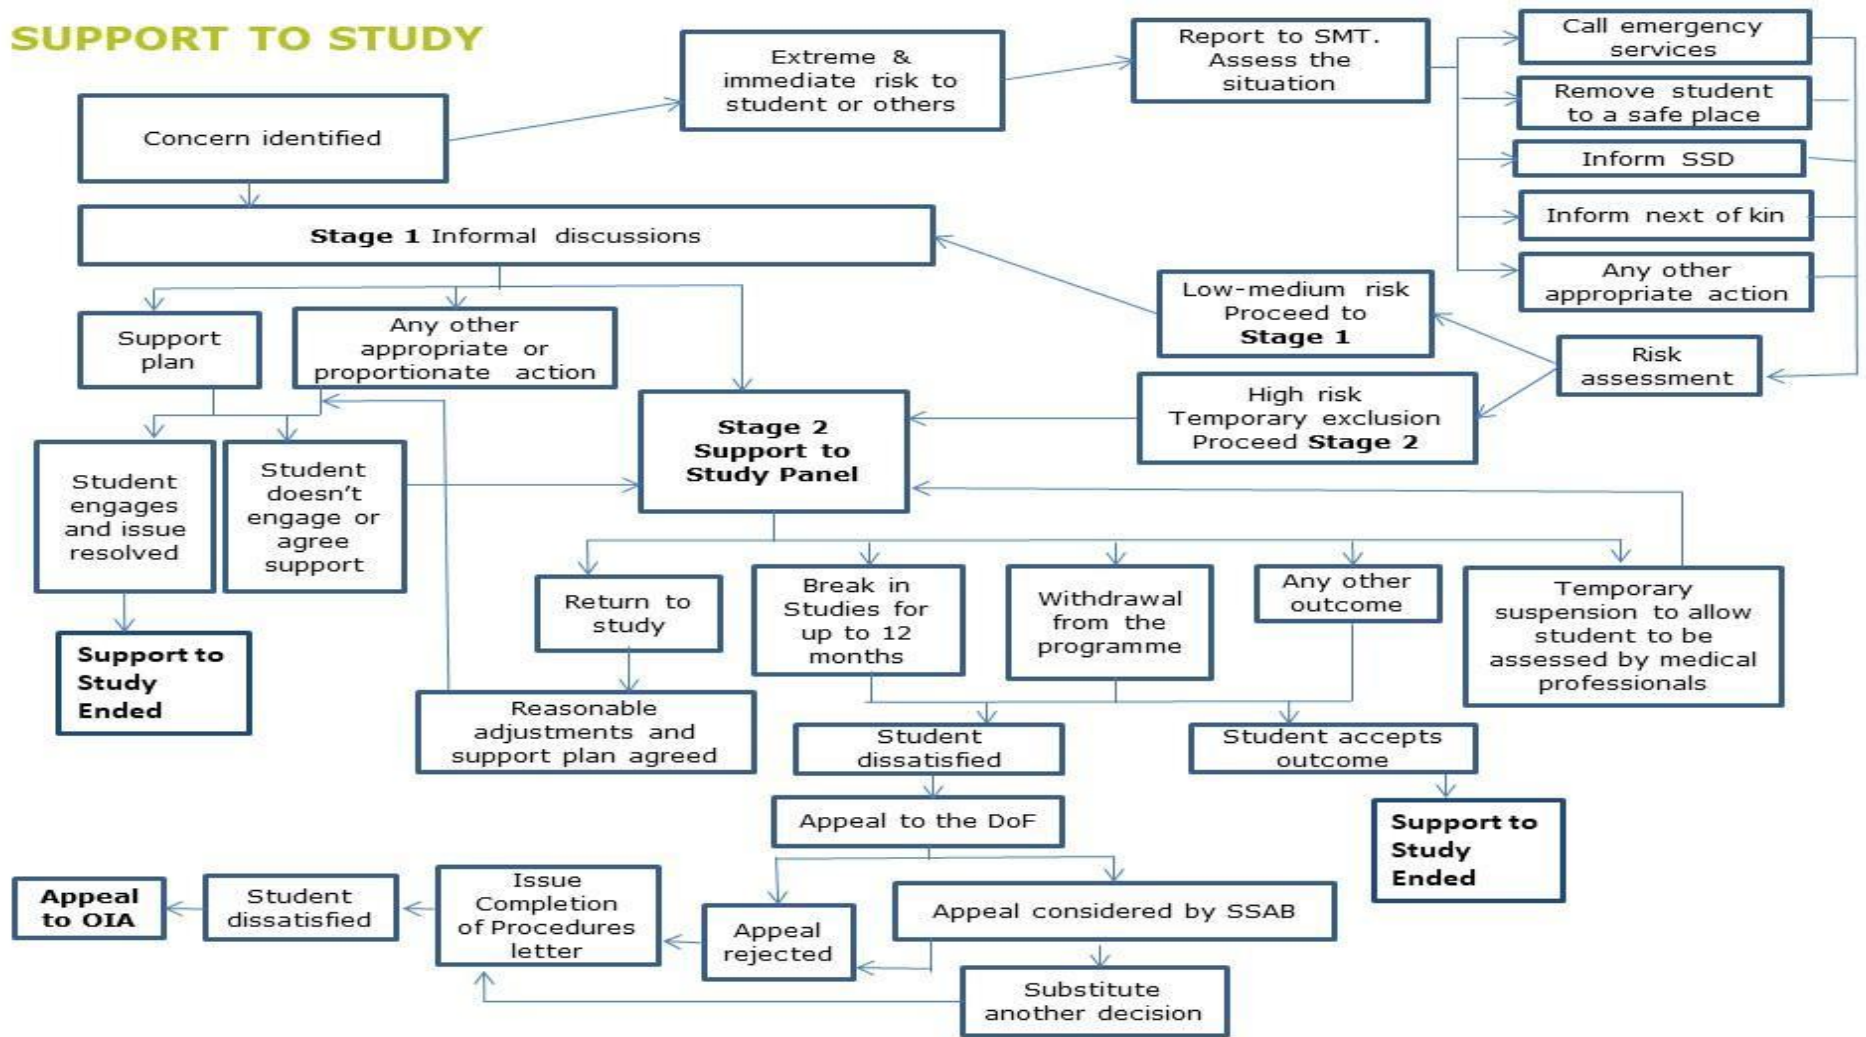 SUPPORT TO STUDY
Concern identified
Extreme &
immediate risk to
student or others
Report to SMT.
Assess the
situation
Call emergency
services
Remove student
to a safe place
Inform SSD
Inform next of kin
Any other
appropriate action
Risk
assessment
Low-medium risk
Proceed to
Stage 1
High risk
Temporary exclusion
Proceed Stage 2
Stage 1 Informal discussions
Support
plan
Any other
appropriate or
proportionate action
Student
engages
and issue
resolved
Student
doesn't
engage or
agree
support
Support to
Study
Ended
Stage 2
Support to
Study Panel
Return to
study
Break in
Studies for
up to 12
months
Withdrawal
from the
programme
Any other
outcome
Temporary
suspension to allow
student to be
assessed by medical
professionals
Reasonable
adjustments and
support plan agreed
Student
dissatisfied
Student accepts
outcome
Support to
Study
Ended
Appeal to the DoF
Appeal considered by SSAB
Appeal
rejected
Substitute
another decision
Issue
Completion
of Procedures
letter
Student
dissatisfied
Appeal
to OIA